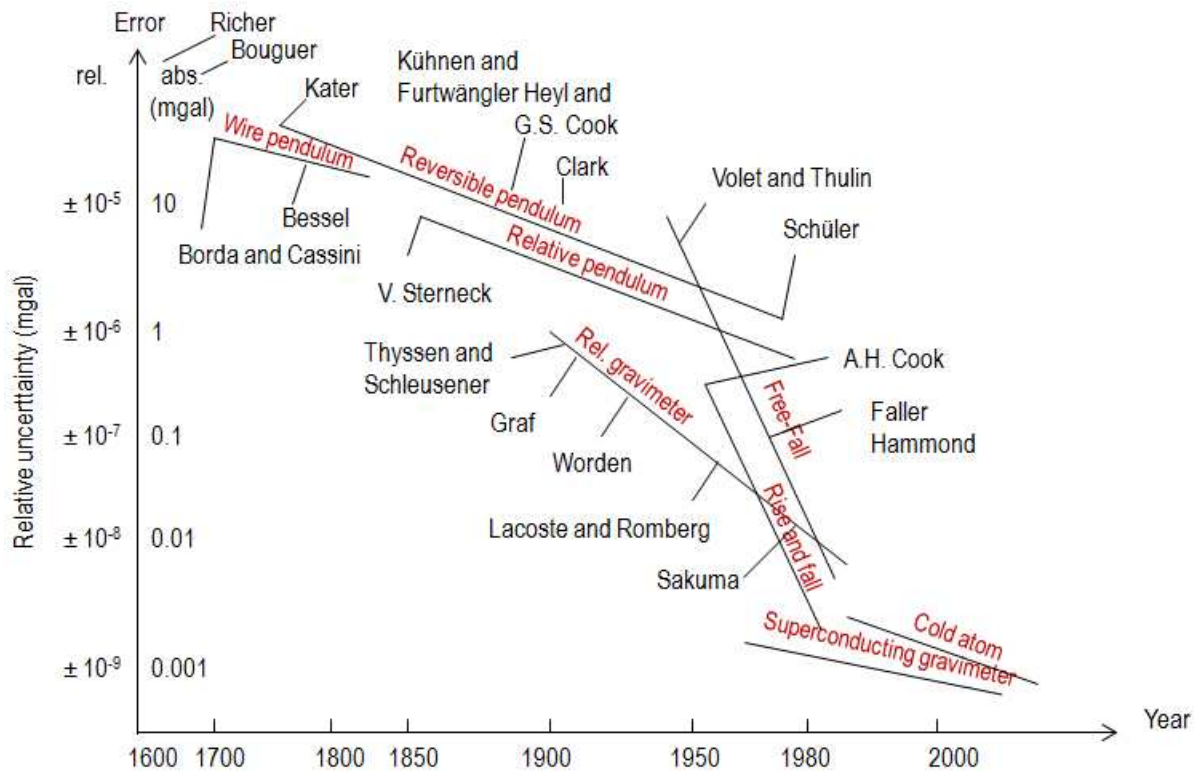 Error
Richer
Bouguer
rel.
abs.
(mgal)
Kater
Kühnen and
Furtwängler Heyl and
G.S. Cook
Clark
Wire pendulum
Reversible pendulum
Volet and Thulin
Schüler
± 10-5
10
Bessel
Borda and Cassini
Relative pendulum
V. Sterneck
Relative uncerttainty (mgal)
± 10-6
1
Thyssen and
Schleusener
Rel. gravimeter
A.H. Cook
Graf
Free-Fall
Faller
Hammond
± 10-7
0.1
Worden
Lacoste and Romberg
Rise and fall
± 10-8
0.01
Sakuma
Cold atom
Superconducting gravimeter
± 10-9
0.001
Year
1600
1700
1800
1850
1900
1950
1980
2000